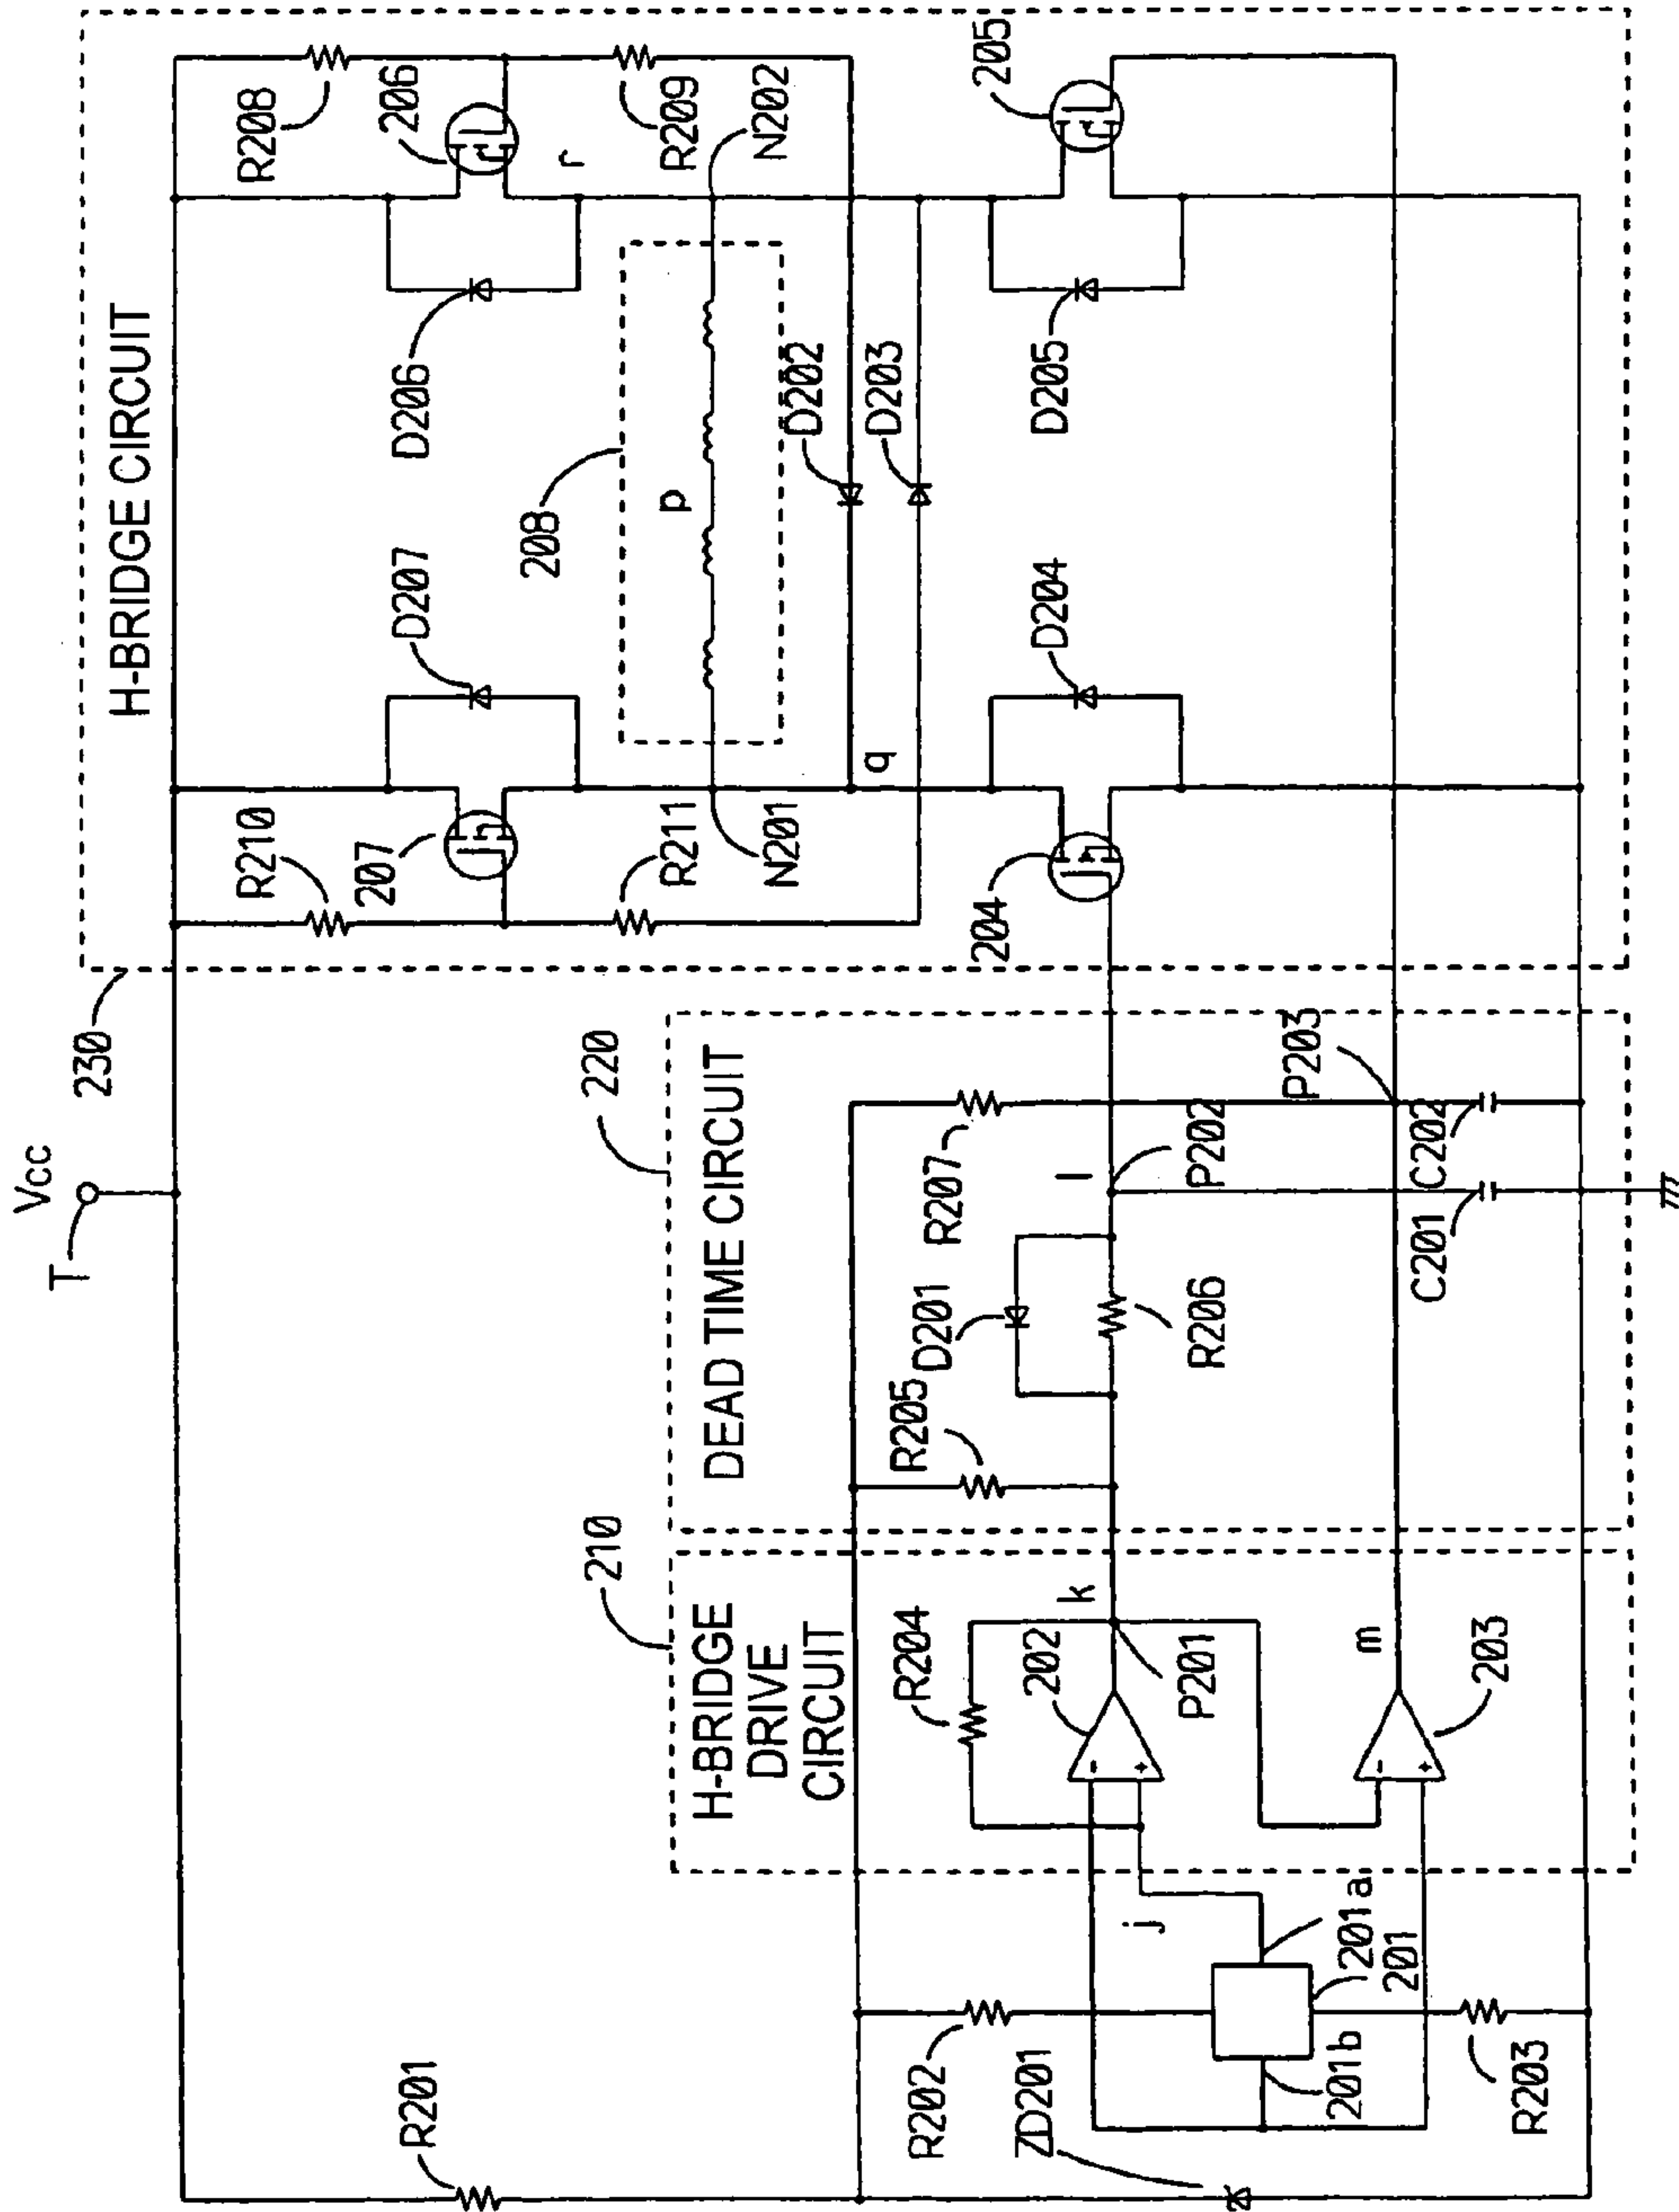 Vcc
T
230
H-BRIDGE CIRCUIT
R210
207
R211
N201
D207
208
p
q
R208
206
r
R209
N202
D206
D202
D203
204
D204
D205
205
220
DEAD TIME CIRCUIT
R205
D201
R206
R207
l
P202
P203
C201
C202
210
H-BRIDGE
DRIVE
CIRCUIT
R204
202
k
P201
-
+
m
203
-
+
R201
R202
ZD201
j
201a
201
201b
R203